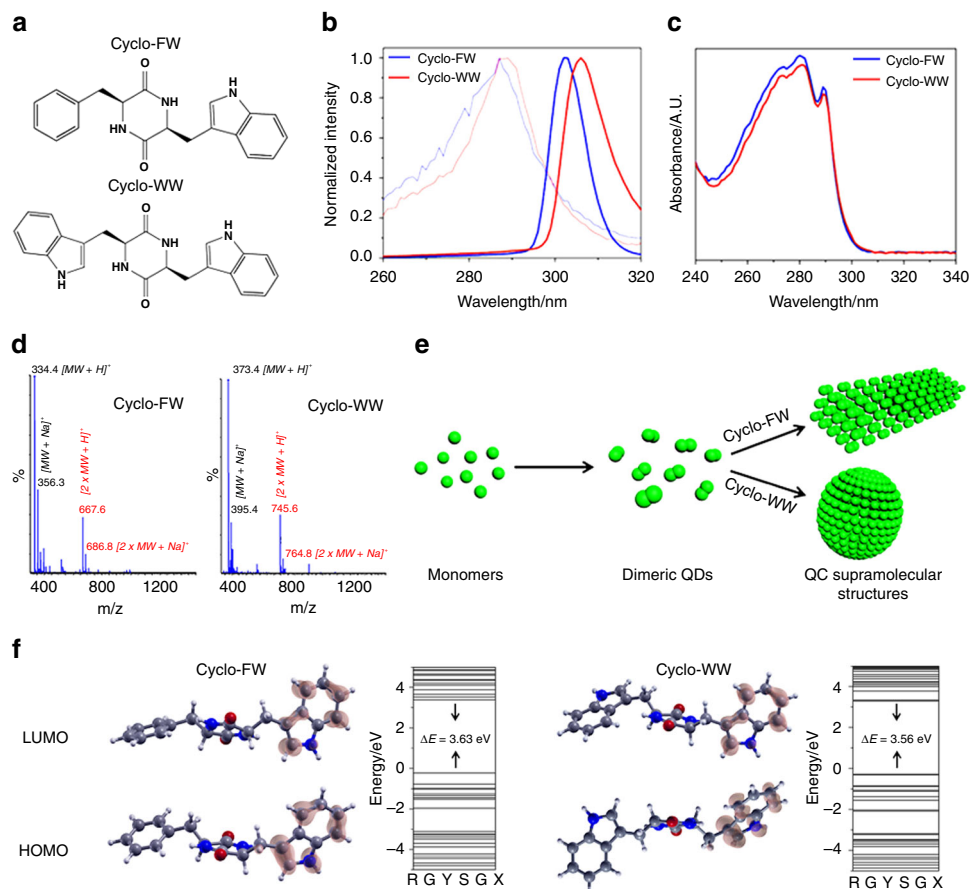 a
Cyclo-FW
O
NH
HN
O
H
N
Cyclo-WW
O
NH
N
H
HN
O
H
N
b
Cyclo-FW
Cyclo-WW
Normalized intensity
1.0
0.8
0.6
0.4
0.2
0.0
260 280 300 320
Wavelength/nm
c
Cyclo-FW
Cyclo-WW
Absorbance/A.U.
240 260 280 300 320 340
Wavelength/nm
d
334.4 [MW + H]+
Cyclo-FW
[MW + Na]+
356.3
[2 x MW + H]+
667.6
686.8 [2 x MW + Na]+
%
400 800 1200
m/z
373.4 [MW + H]+
Cyclo-WW
[MW + Na]+
395.4
[2 x MW + H]+
745.6
764.8 [2 x MW + Na]+
%
400 800 1200
m/z
e
Cyclo-FW
Cyclo-WW
Monomers
Dimeric QDs
QC supramolecular
structures
f
Cyclo-FW
Cyclo-WW
LUMO
HOMO
Energy/eV
4
2
0
−2
−4
ΔE = 3.63 eV
R G Y S G X
Energy/eV
4
2
0
−2
−4
ΔE = 3.56 eV
R G Y S G X